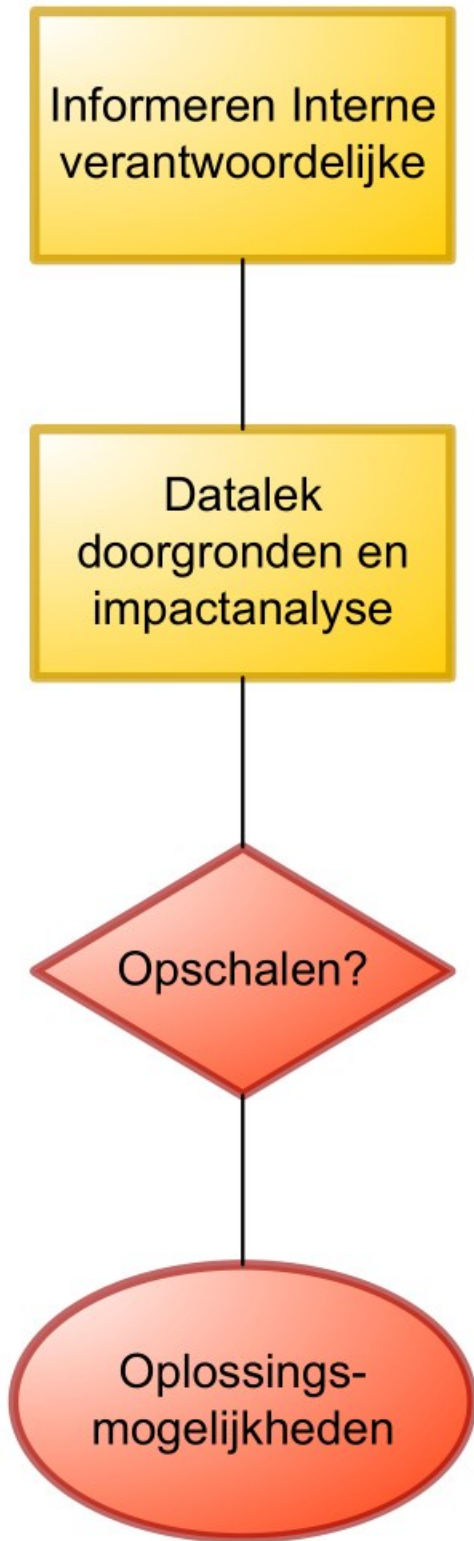 Informeren Interne
verantwoordelijke
Datalek
doorgronden en
impactanalyse
Opschalen?
Oplossings-
mogelijkheden